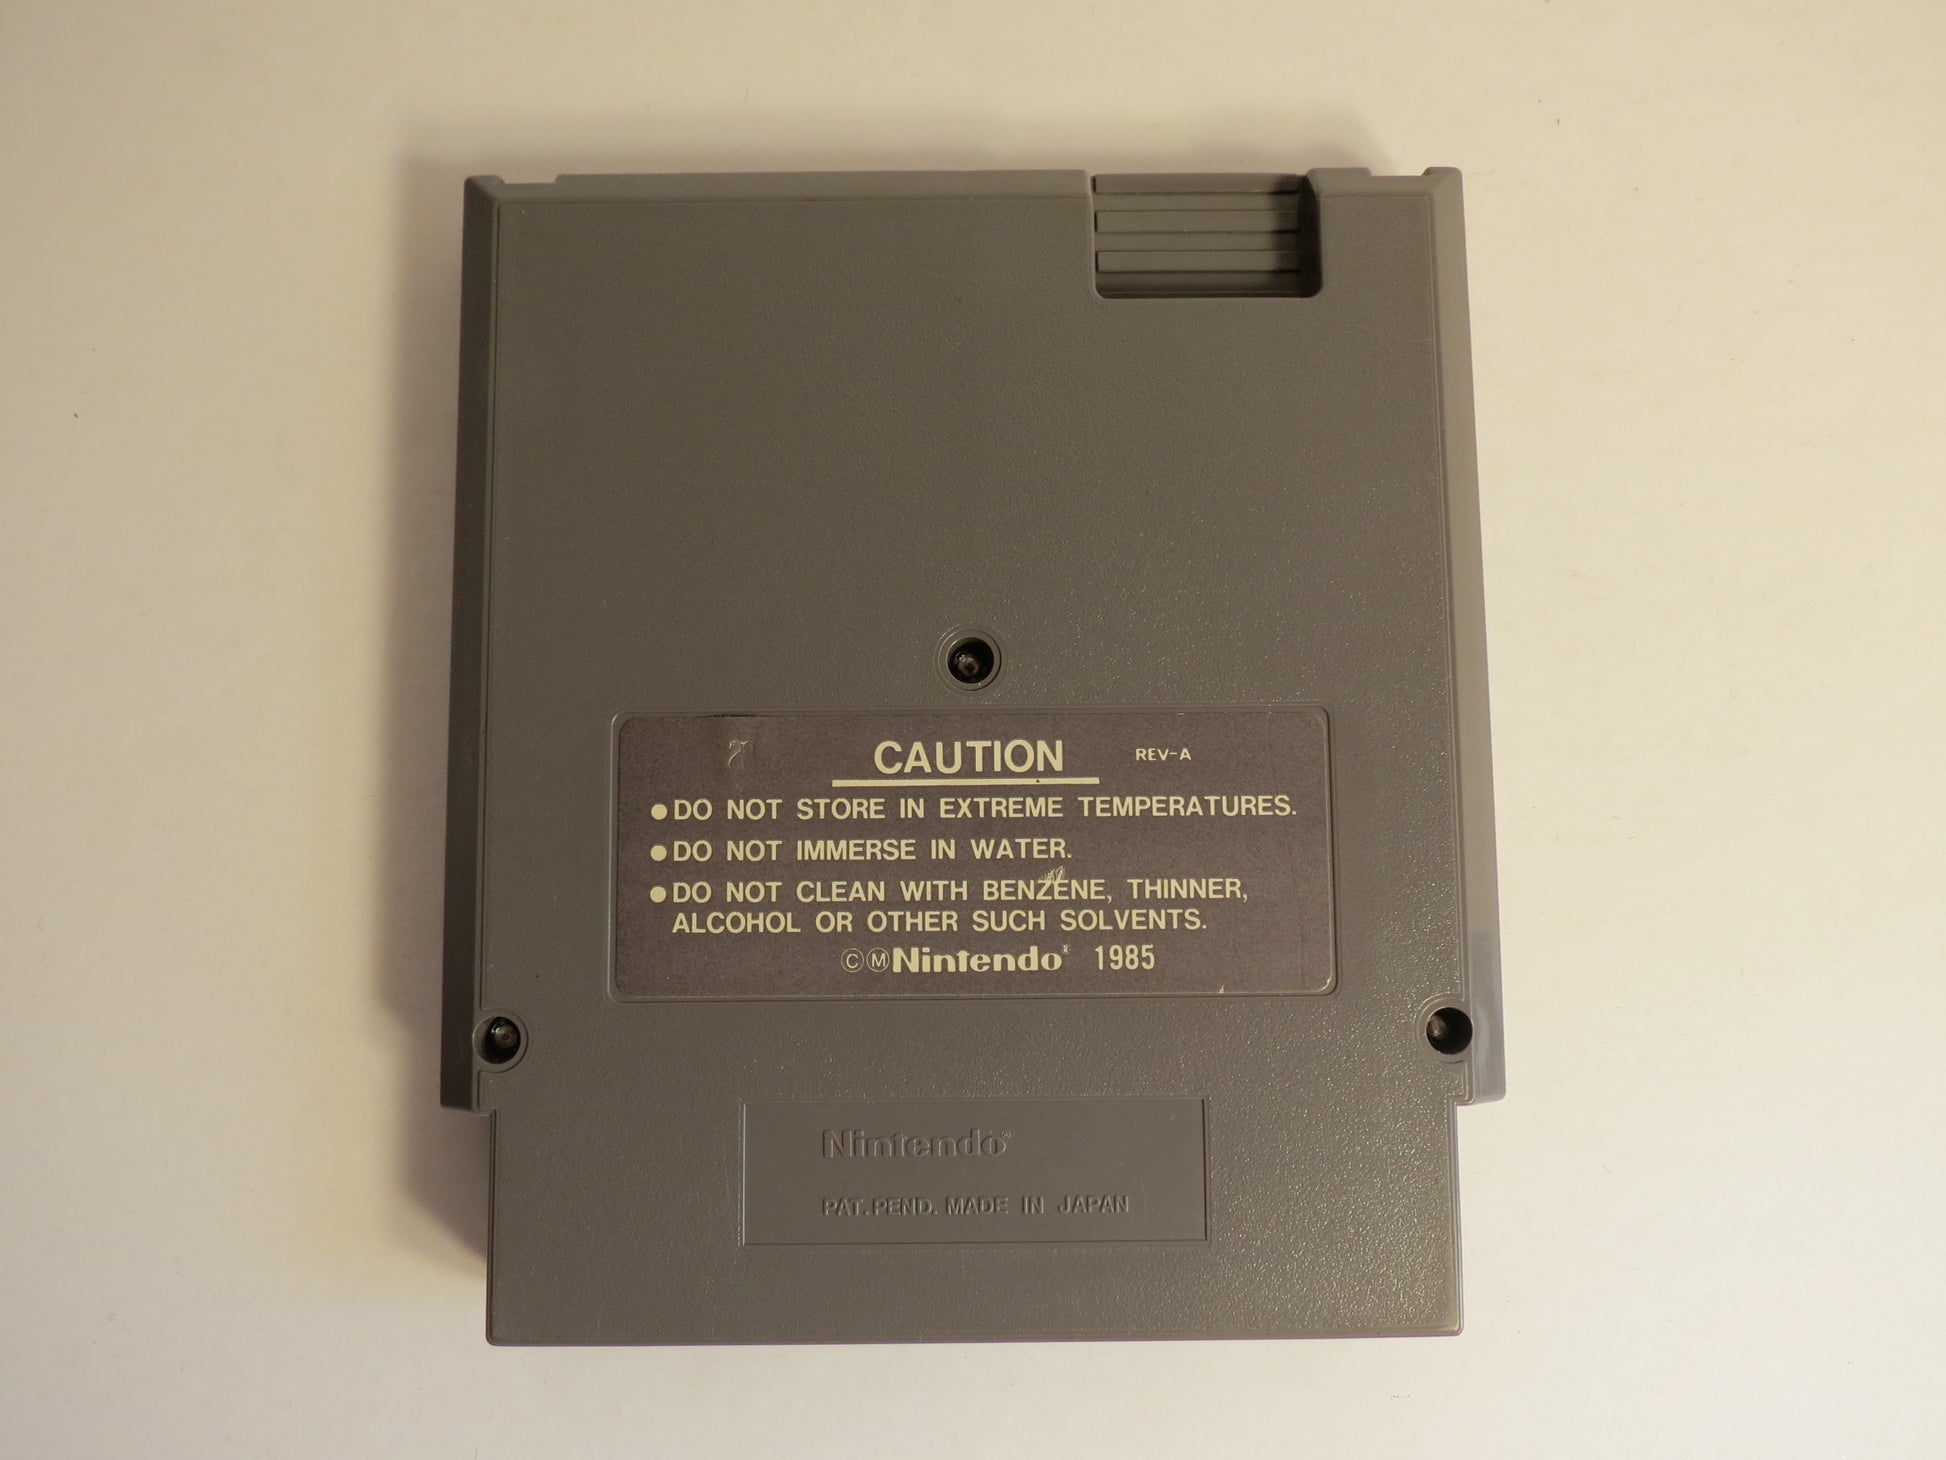 CAUTION REV-A
●DO NOT STORE IN EXTREME TEMPERATURES.
●DO NOT IMMERSE IN WATER.
●DO NOT CLEAN WITH BENZENE, THINNER,
ALCOHOL OR OTHER SUCH SOLVENTS.
ⒸⓂNintendo® 1985
Nintendo®
PAT. PEND. MADE IN JAPAN